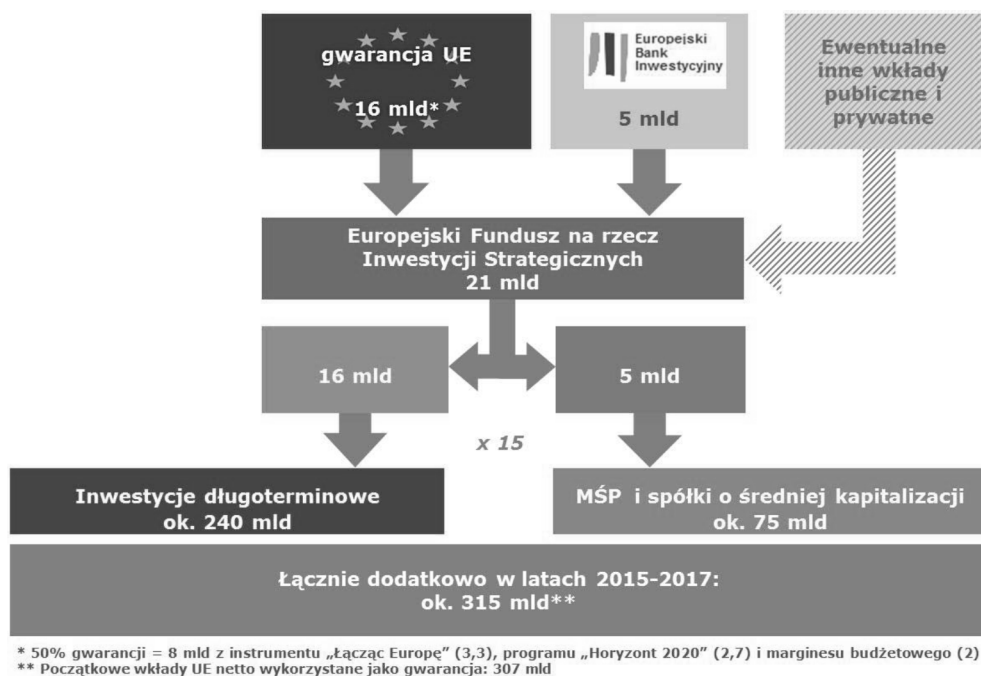 gwarancja UE
16 mld*
Europejski
Bank
Inwestycyjny
5 mld
Ewentualne
inne wkłady
publiczne i
prywatne
Europejski Fundusz na rzecz
Inwestycji Strategicznych
21 mld
16 mld
5 mld
x 15
Inwestycje długoterminowe
ok. 240 mld
MŚP i spółki o średniej kapitalizacji
ok. 75 mld
Łącznie dodatkowo w latach 2015-2017:
ok. 315 mld**
* 50% gwarancji = 8 mld z instrumentu „Łącząc Europę” (3,3), programu „Horyzont 2020” (2,7) i marginesu budżetowego (2)
** Początkowe wkłady UE netto wykorzystane jako gwarancja: 307 mld